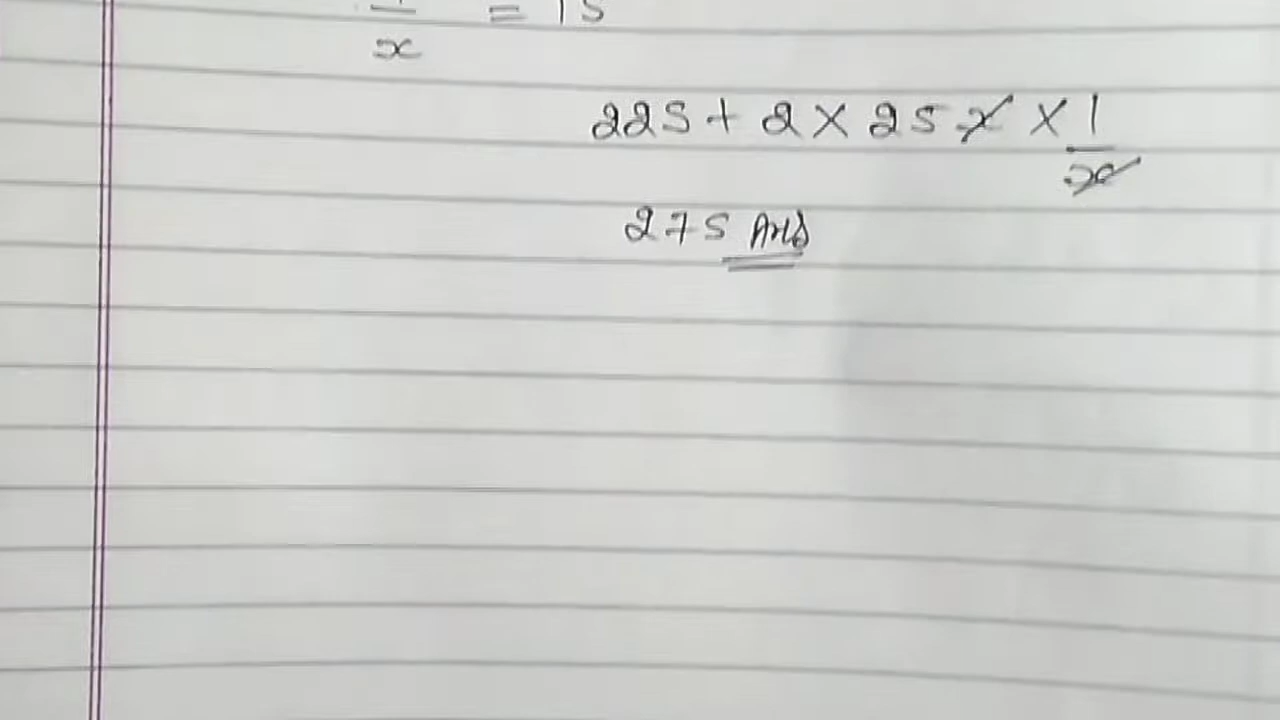 x = 15
225 + 2 × 25 x × 1/x
275 Ans